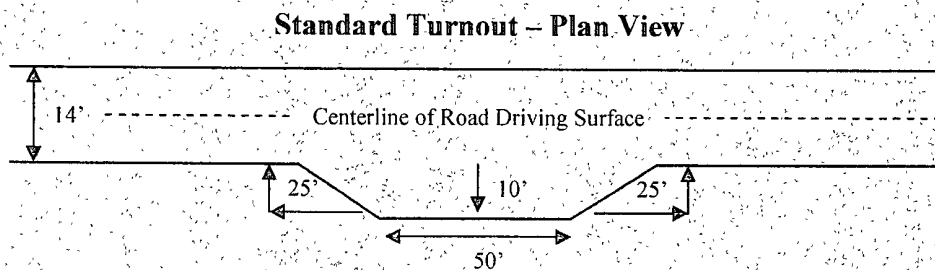 Standard Turnout – Plan View
14'
Centerline of Road Driving Surface
25'
10'
25'
50'